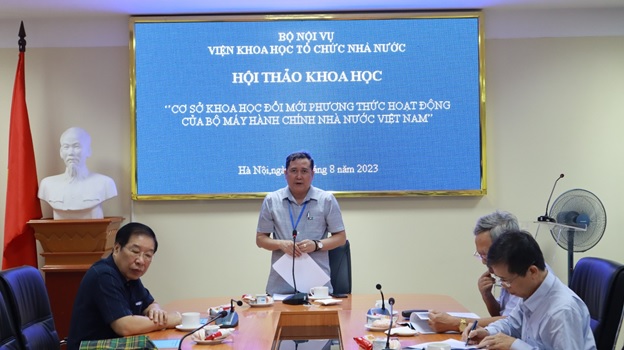 BỘ NỘI VỤ
VIỆN KHOA HỌC TỔ CHỨC NHÀ NƯỚC
HỘI THẢO KHOA HỌC
"CƠ SỞ KHOA HỌC ĐỔI MỚI PHƯƠNG THỨC HOẠT ĐỘNG
CỦA BỘ MÁY HÀNH CHÍNH NHÀ NƯỚC VIỆT NAM"
Hà Nội, 8 năm 2023